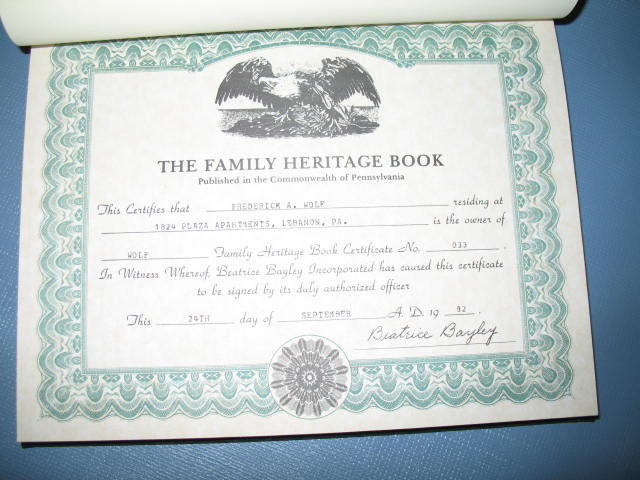 THE FAMILY HERITAGE BOOK
Published in the Commonwealth of Pennsylvania
This Certifies that FREDERICK A. WOLF residing at
1824 PLAZA APARTMENTS, LEBANON, PA. is the owner of
WOLF Family Heritage Book Certificate No. 033 .
In Witness Whereof, Beatrice Bayley Incorporated has caused this certificate
to be signed by its duly authorized officer
This 24TH day of SEPTEMBER A. D. 19 82 .
Beatrice Bayley